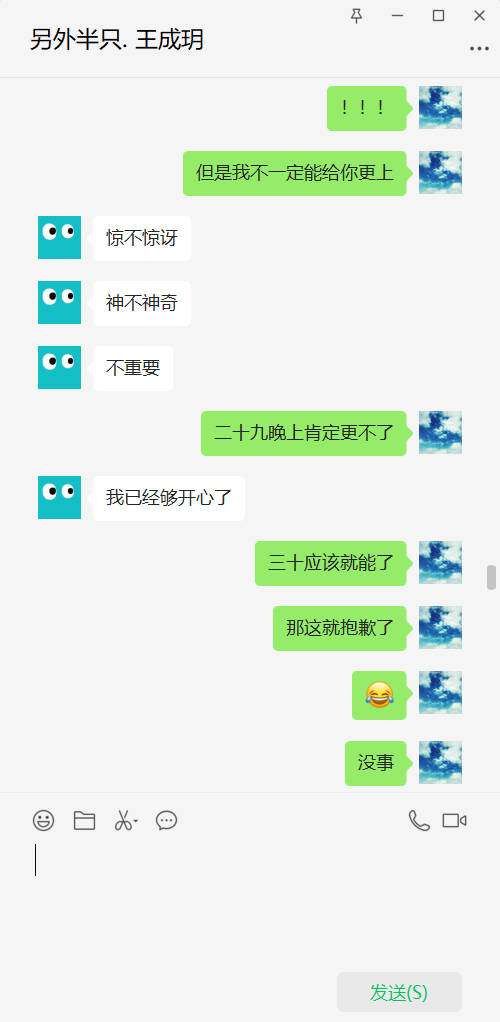 另外半只. 王成玥
！！！
但是我不一定能给你更上
惊不惊讶
神不神奇
不重要
二十九晚上肯定更不了
我已经够开心了
三十应该就能了
那这就抱歉了
😂
没事
发送(S)